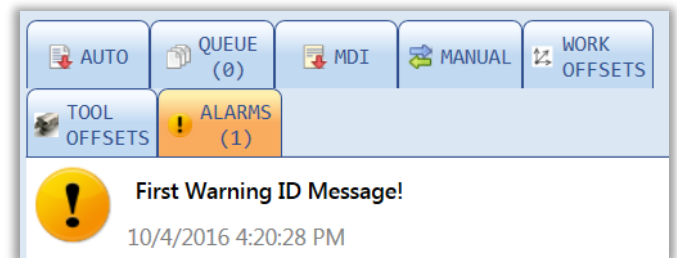 AUTO
QUEUE
(0)
MDI
MANUAL
WORK
OFFSETS
TOOL
OFFSETS
ALARMS
(1)
First Warning ID Message!
10/4/2016 4:20:28 PM